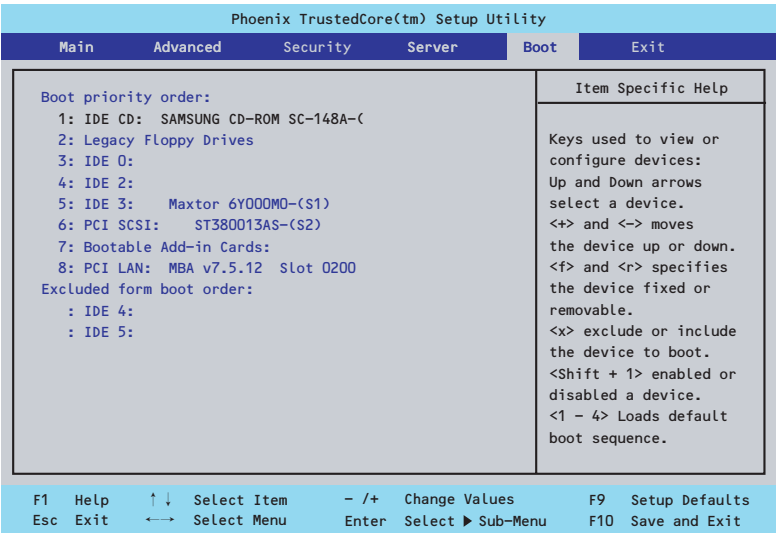 Phoenix TrustedCore(tm) Setup Utility
Main Advanced Security Server Boot Exit
Boot priority order:
1: IDE CD: SAMSUNG CD-ROM SC-148A-(
2: Legacy Floppy Drives
3: IDE 0:
4: IDE 2:
5: IDE 3: Maxtor 6Y000M0-(S1)
6: PCI SCSI: ST380013AS-(S2)
7: Bootable Add-in Cards:
8: PCI LAN: MBA v7.5.12 Slot 0200
Excluded form boot order:
: IDE 4:
: IDE 5:
Item Specific Help
Keys used to view or
configure devices:
Up and Down arrows
select a device.
<+> and <-> moves
the device up or down.
<f> and <r> specifies
the device fixed or
removable.
<x> exclude or include
the device to boot.
<Shift + 1> enabled or
disabled a device.
<1 - 4> Loads default
boot sequence.
F1 Help ↑↓ Select Item - /+ Change Values F9 Setup Defaults
Esc Exit ←→ Select Menu Enter Select ▶ Sub-Menu F10 Save and Exit